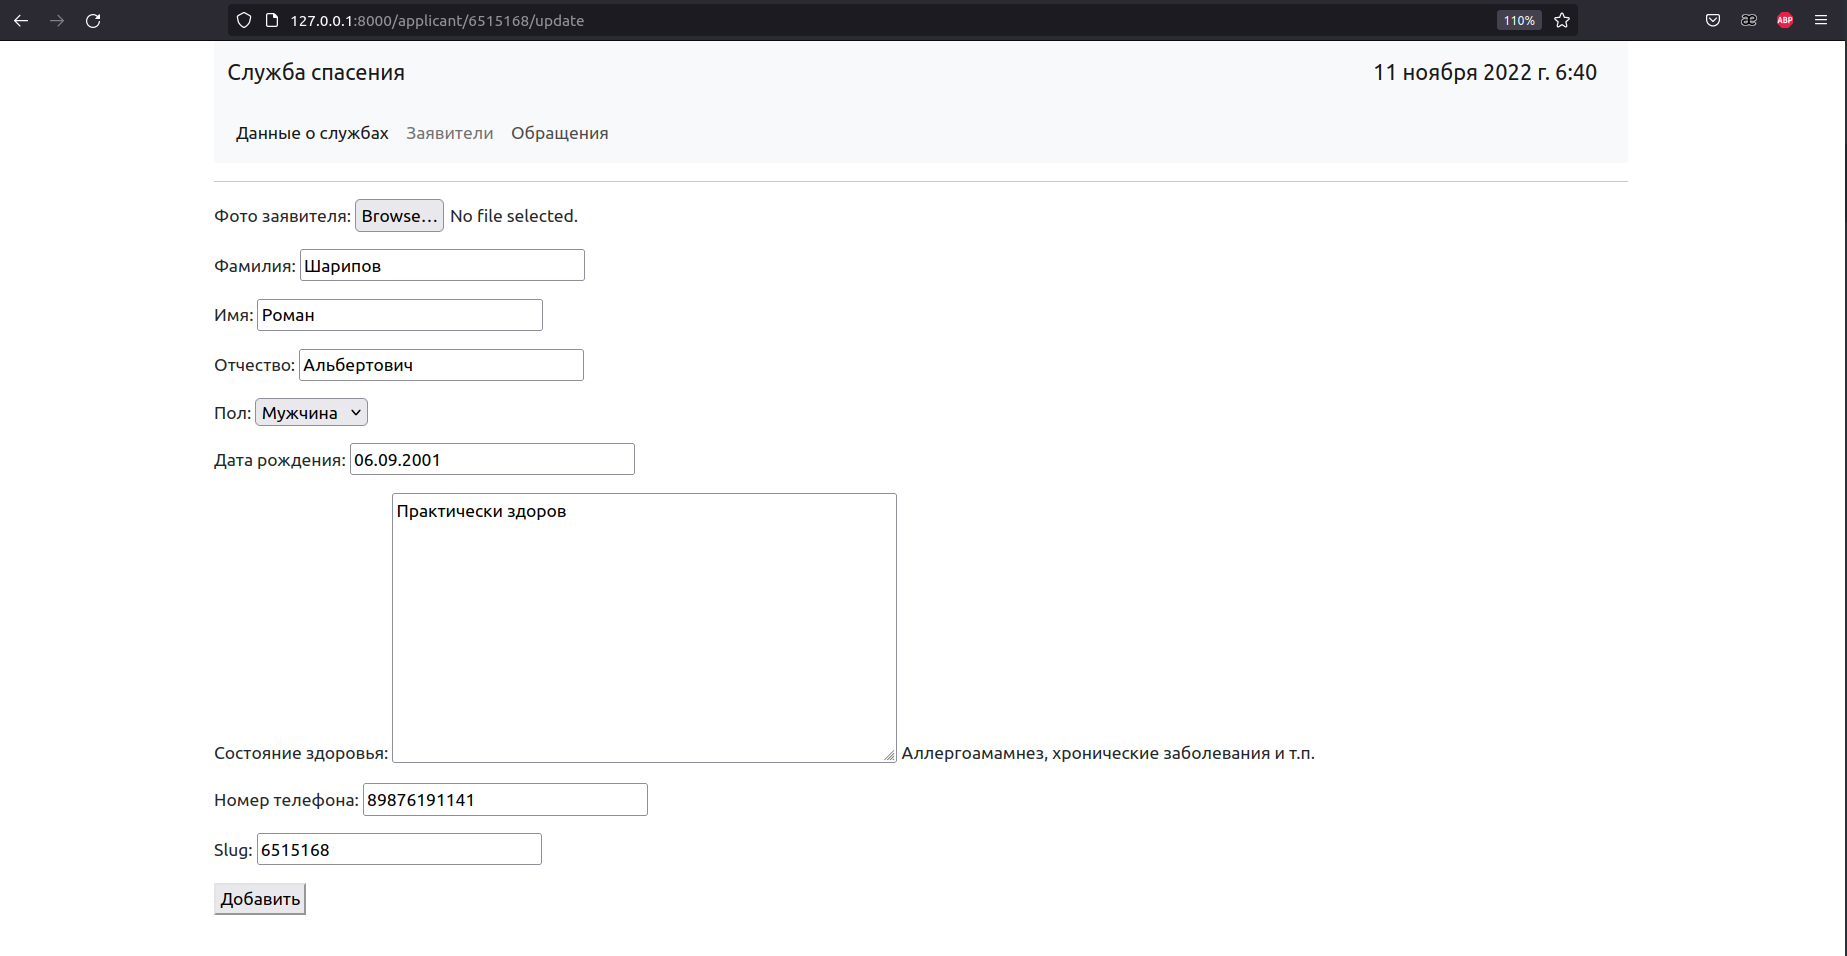 127.0.0.1:8000/applicant/6515168/update 110% ABP
Служба спасения 11 ноября 2022 г. 6:40
Данные о службах Заявители Обращения
Фото заявителя: Browse... No file selected.
Фамилия: Шарипов
Имя: Роман
Отчество: Альбертович
Пол: Мужчина
Дата рождения: 06.09.2001
Практически здоров
Состояние здоровья: Аллергоамамнез, хронические заболевания и т.п.
Номер телефона: 89876191141
Slug: 6515168
Добавить